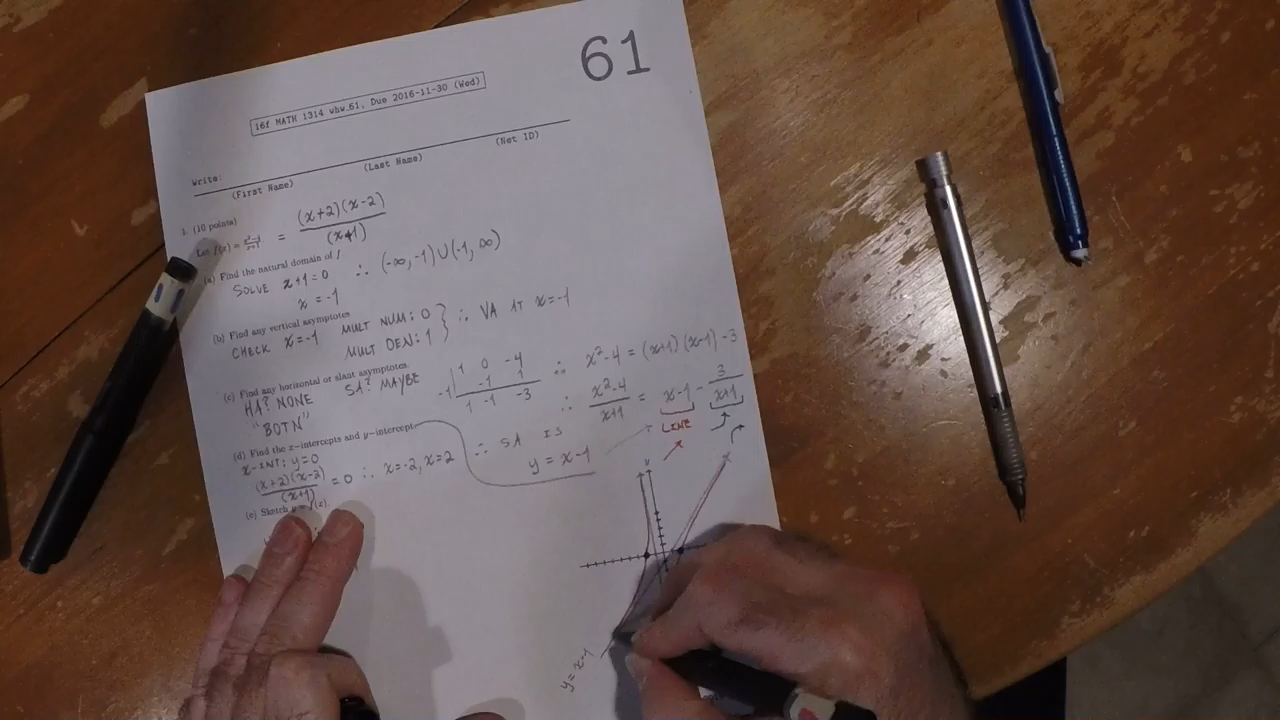 61
16f MATH 1314 whw.61, Due 2016-11-30 (Wed)
Write:
(First Name) (Last Name) (Net ID)
1. (10 points)
Let f(x) = x²-4/x+1 = (x+2)(x-2)/(x+1)
(a) Find the natural domain of f
SOLVE x+1=0 ∴ (-∞,-1)∪(-1,∞)
x = -1
(b) Find any vertical asymptotes
CHECK x=-1 MULT NUM: 0 } ∴ VA AT x=-1
MULT DEN: 1
(c) Find any horizontal or slant asymptotes.
HA? NONE SA? MAYBE
"BOTN"
-1| 1 0 -4
-1 1
1 -1 -3
∴ x²-4 = (x+1)(x-1)-3
∴ x²-4/x+1 = x-1 - 3/x+1
LINE
∴ SA IS
y = x-1
(d) Find the x-intercepts and y-intercept.
x-INT: y=0
(x+2)(x-2)/(x+1) = 0 ∴ x=-2, x=2
(e) Sketch y = f(x)
y=x-1